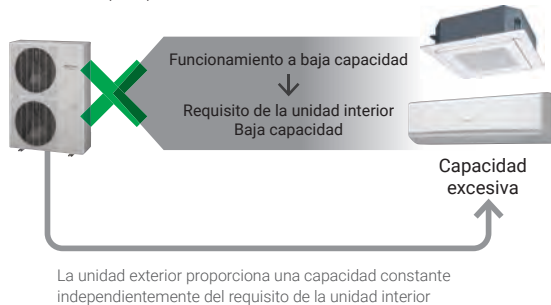 Funcionamiento a baja capacidad
Requisito de la unidad interior
Baja capacidad
Capacidad
excesiva
La unidad exterior proporciona una capacidad constante
independientemente del requisito de la unidad interior